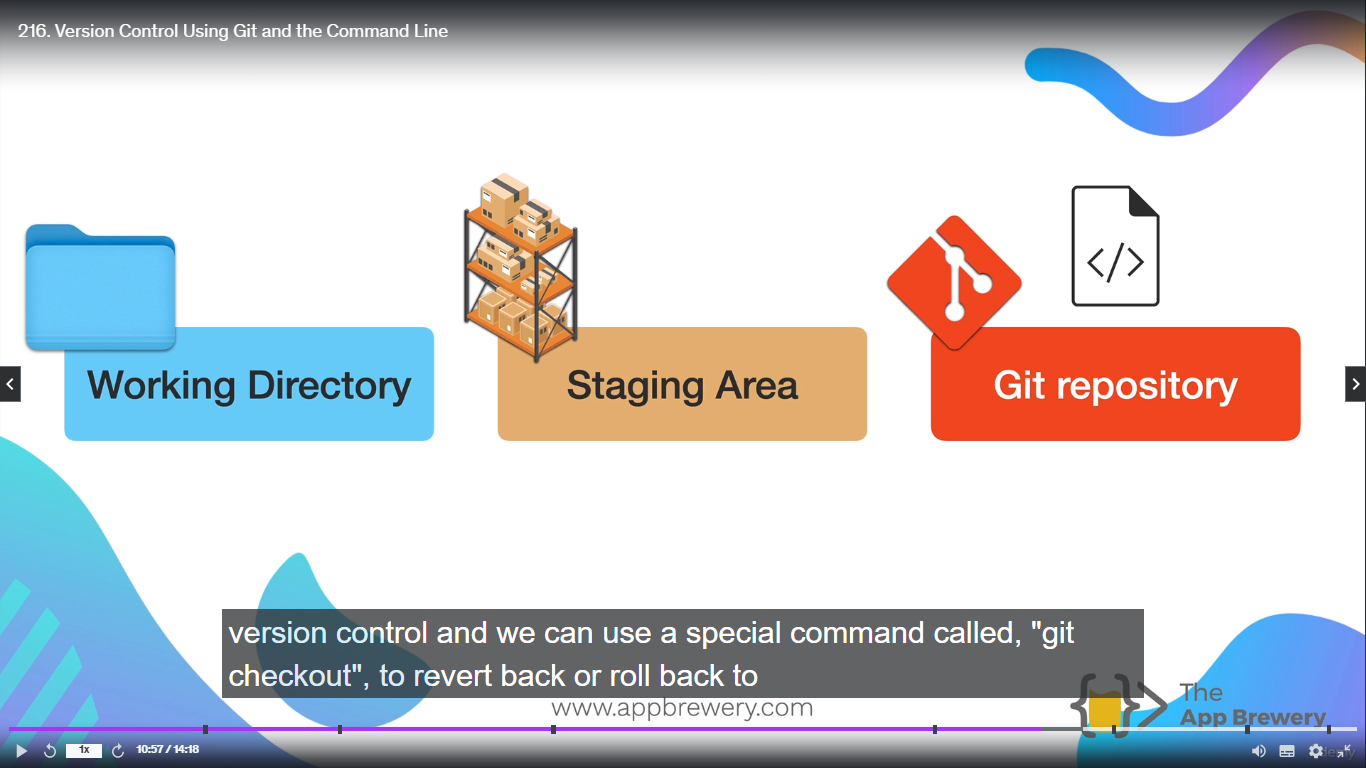 216. Version Control Using Git and the Command Line
Working Directory
Staging Area
</>
Git repository
version control and we can use a special command called, "git
checkout", to revert back or roll back to
www.appbrewery.com
The
App Brewery
1x
10:57 / 14:18